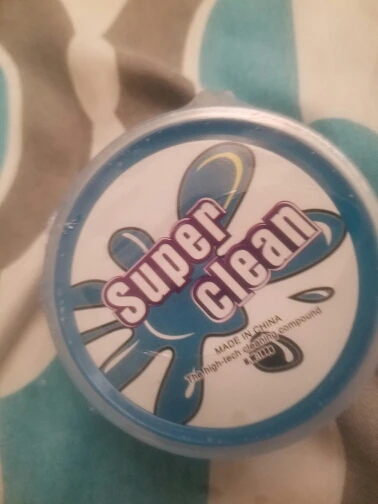 Super
clean
MADE IN CHINA
The high-tech cleaning compound